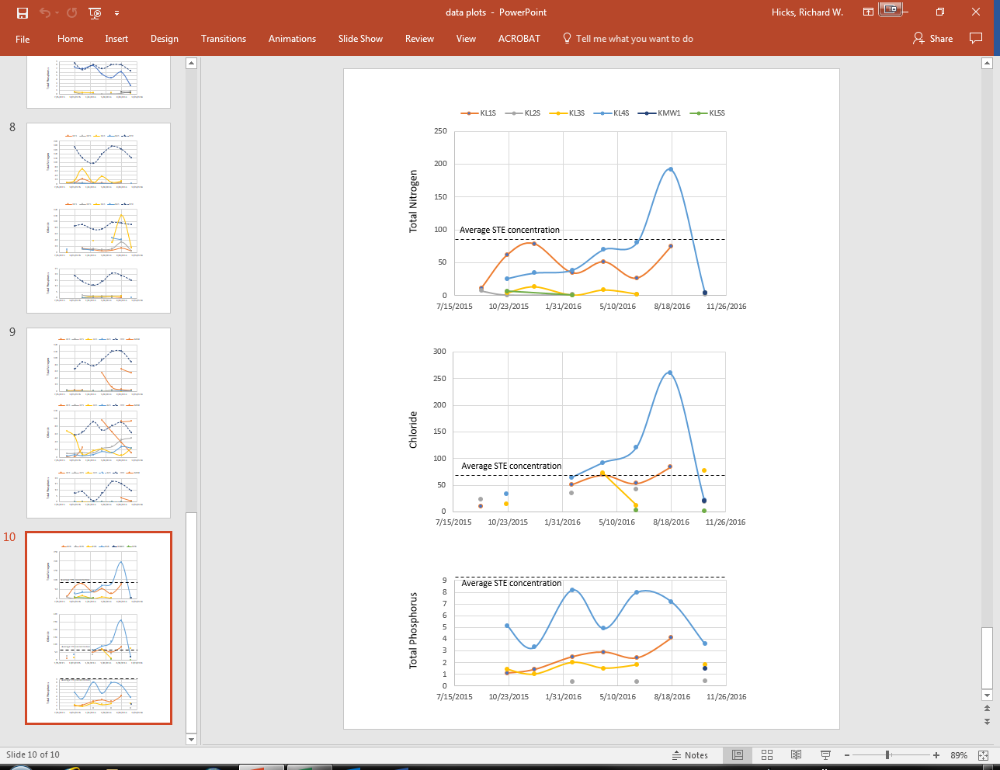 data plots - PowerPoint
Hicks, Richard W.
File Home Insert Design Transitions Animations Slide Show Review View ACROBAT Tell me what you want to do Share
8
9
10
KL1S KL2S KL3S KL4S KMW1 KL5S
Total Nitrogen
250
200
150
100
50
0
Average STE concentration
7/15/2015 10/23/2015 1/31/2016 5/10/2016 8/18/2016 11/26/2016
Chloride
300
250
200
150
100
50
0
Average STE concentration
7/15/2015 10/23/2015 1/31/2016 5/10/2016 8/18/2016 11/26/2016
Total Phosphorus
9
8
7
6
5
4
3
2
1
0
Average STE concentration
7/15/2015 10/23/2015 1/31/2016 5/10/2016 8/18/2016 11/26/2016
Slide 10 of 10
Notes
89%